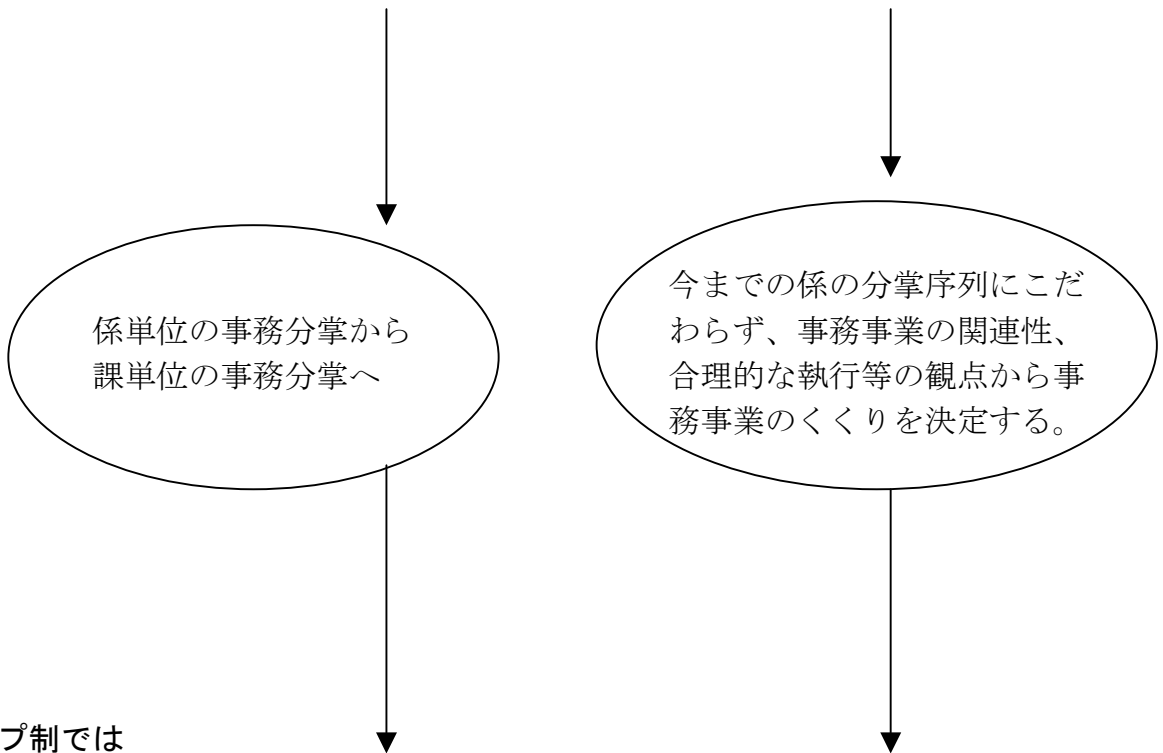 係単位の事務分掌から
課単位の事務分掌へ
今までの係の分掌序列にこだ
わらず、事務事業の関連性、
合理的な執行等の観点から事
務事業のくくりを決定する。
プ制では